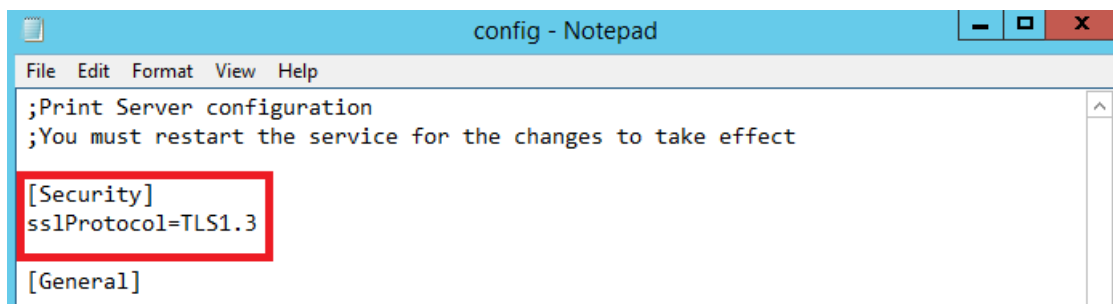 config - Notepad
File Edit Format View Help
;Print Server configuration
;You must restart the service for the changes to take effect
[Security]
sslProtocol=TLS1.3
[General]